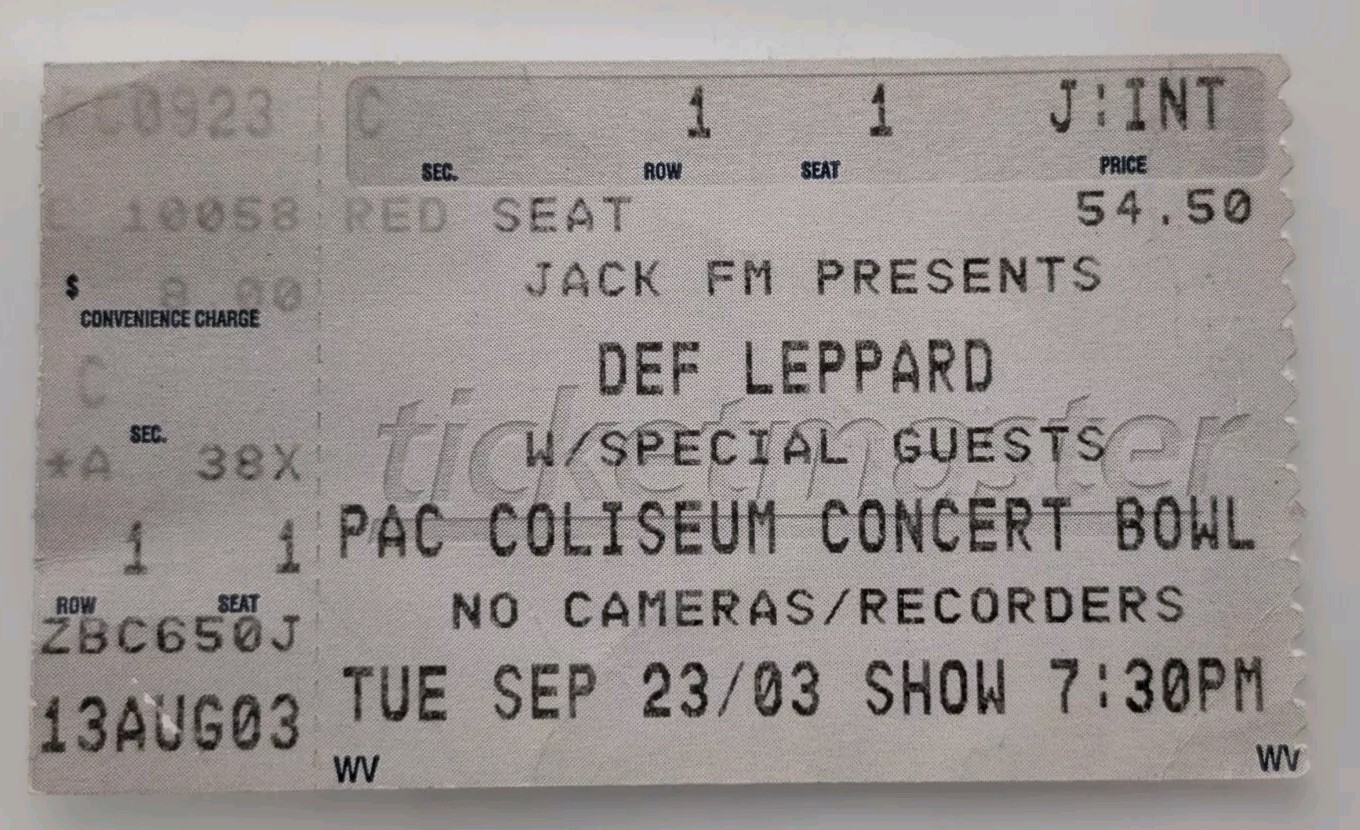 C0923
C 1 1 J:INT
SEC. ROW SEAT PRICE
10058 RED SEAT 54.50
$ 8.00
CONVENIENCE CHARGE
JACK FM PRESENTS
DEF LEPPARD
C
ticketmaster
SEC.
W/SPECIAL GUESTS
*A 38X
PAC COLISEUM CONCERT BOWL
1 1
ROW SEAT
NO CAMERAS/RECORDERS
ZBC650J
TUE SEP 23/03 SHOW 7:30PM
13AUG03
WV WV